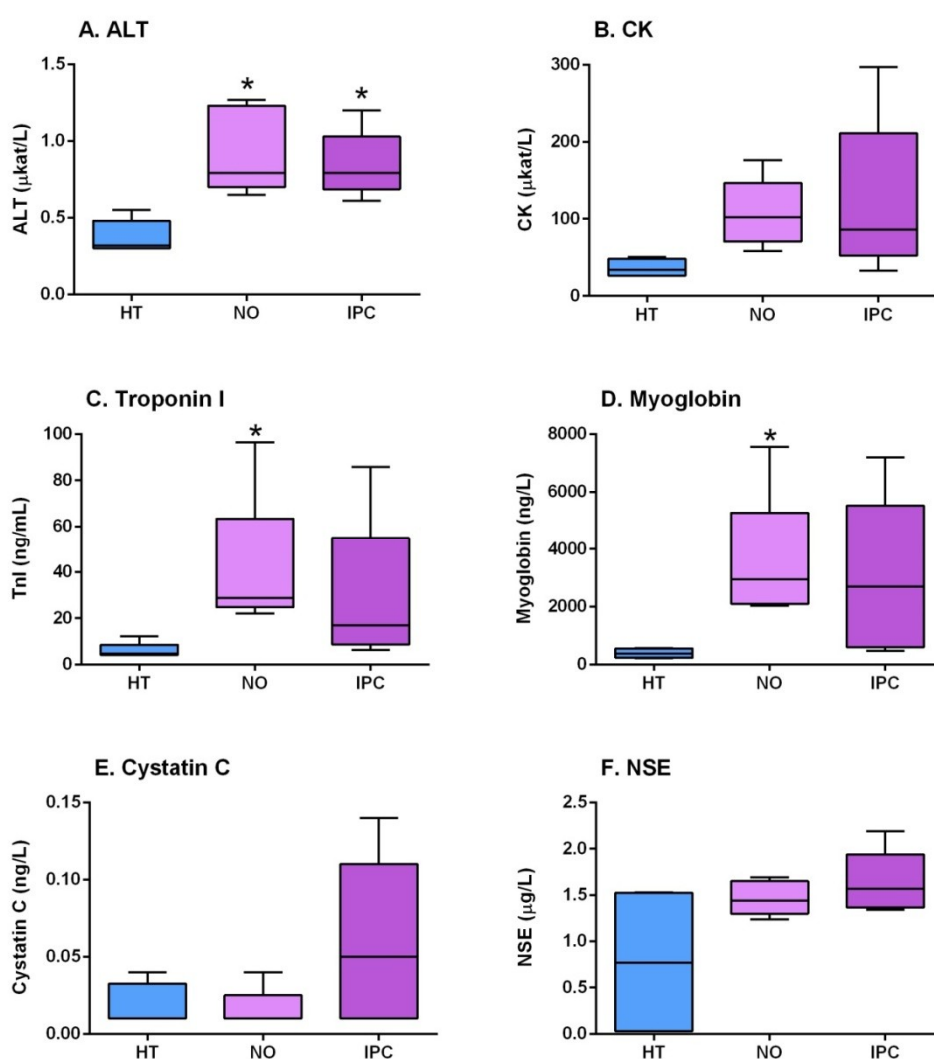 A. ALT
B. CK
1.5
1.0
0.5
0.0
ALT (μkat/L)
*
*
HT NO IPC
300
200
100
0
CK (μkat/L)
HT NO IPC
C. Troponin I
D. Myoglobin
100
80
60
40
20
0
TnI (ng/mL)
*
HT NO IPC
8000
6000
4000
2000
0
Myoglobin (ng/L)
*
HT NO IPC
E. Cystatin C
F. NSE
0.15
0.10
0.05
0.00
Cystatin C (ng/L)
HT NO IPC
2.5
2.0
1.5
1.0
0.5
0.0
NSE (μg/L)
HT NO IPC